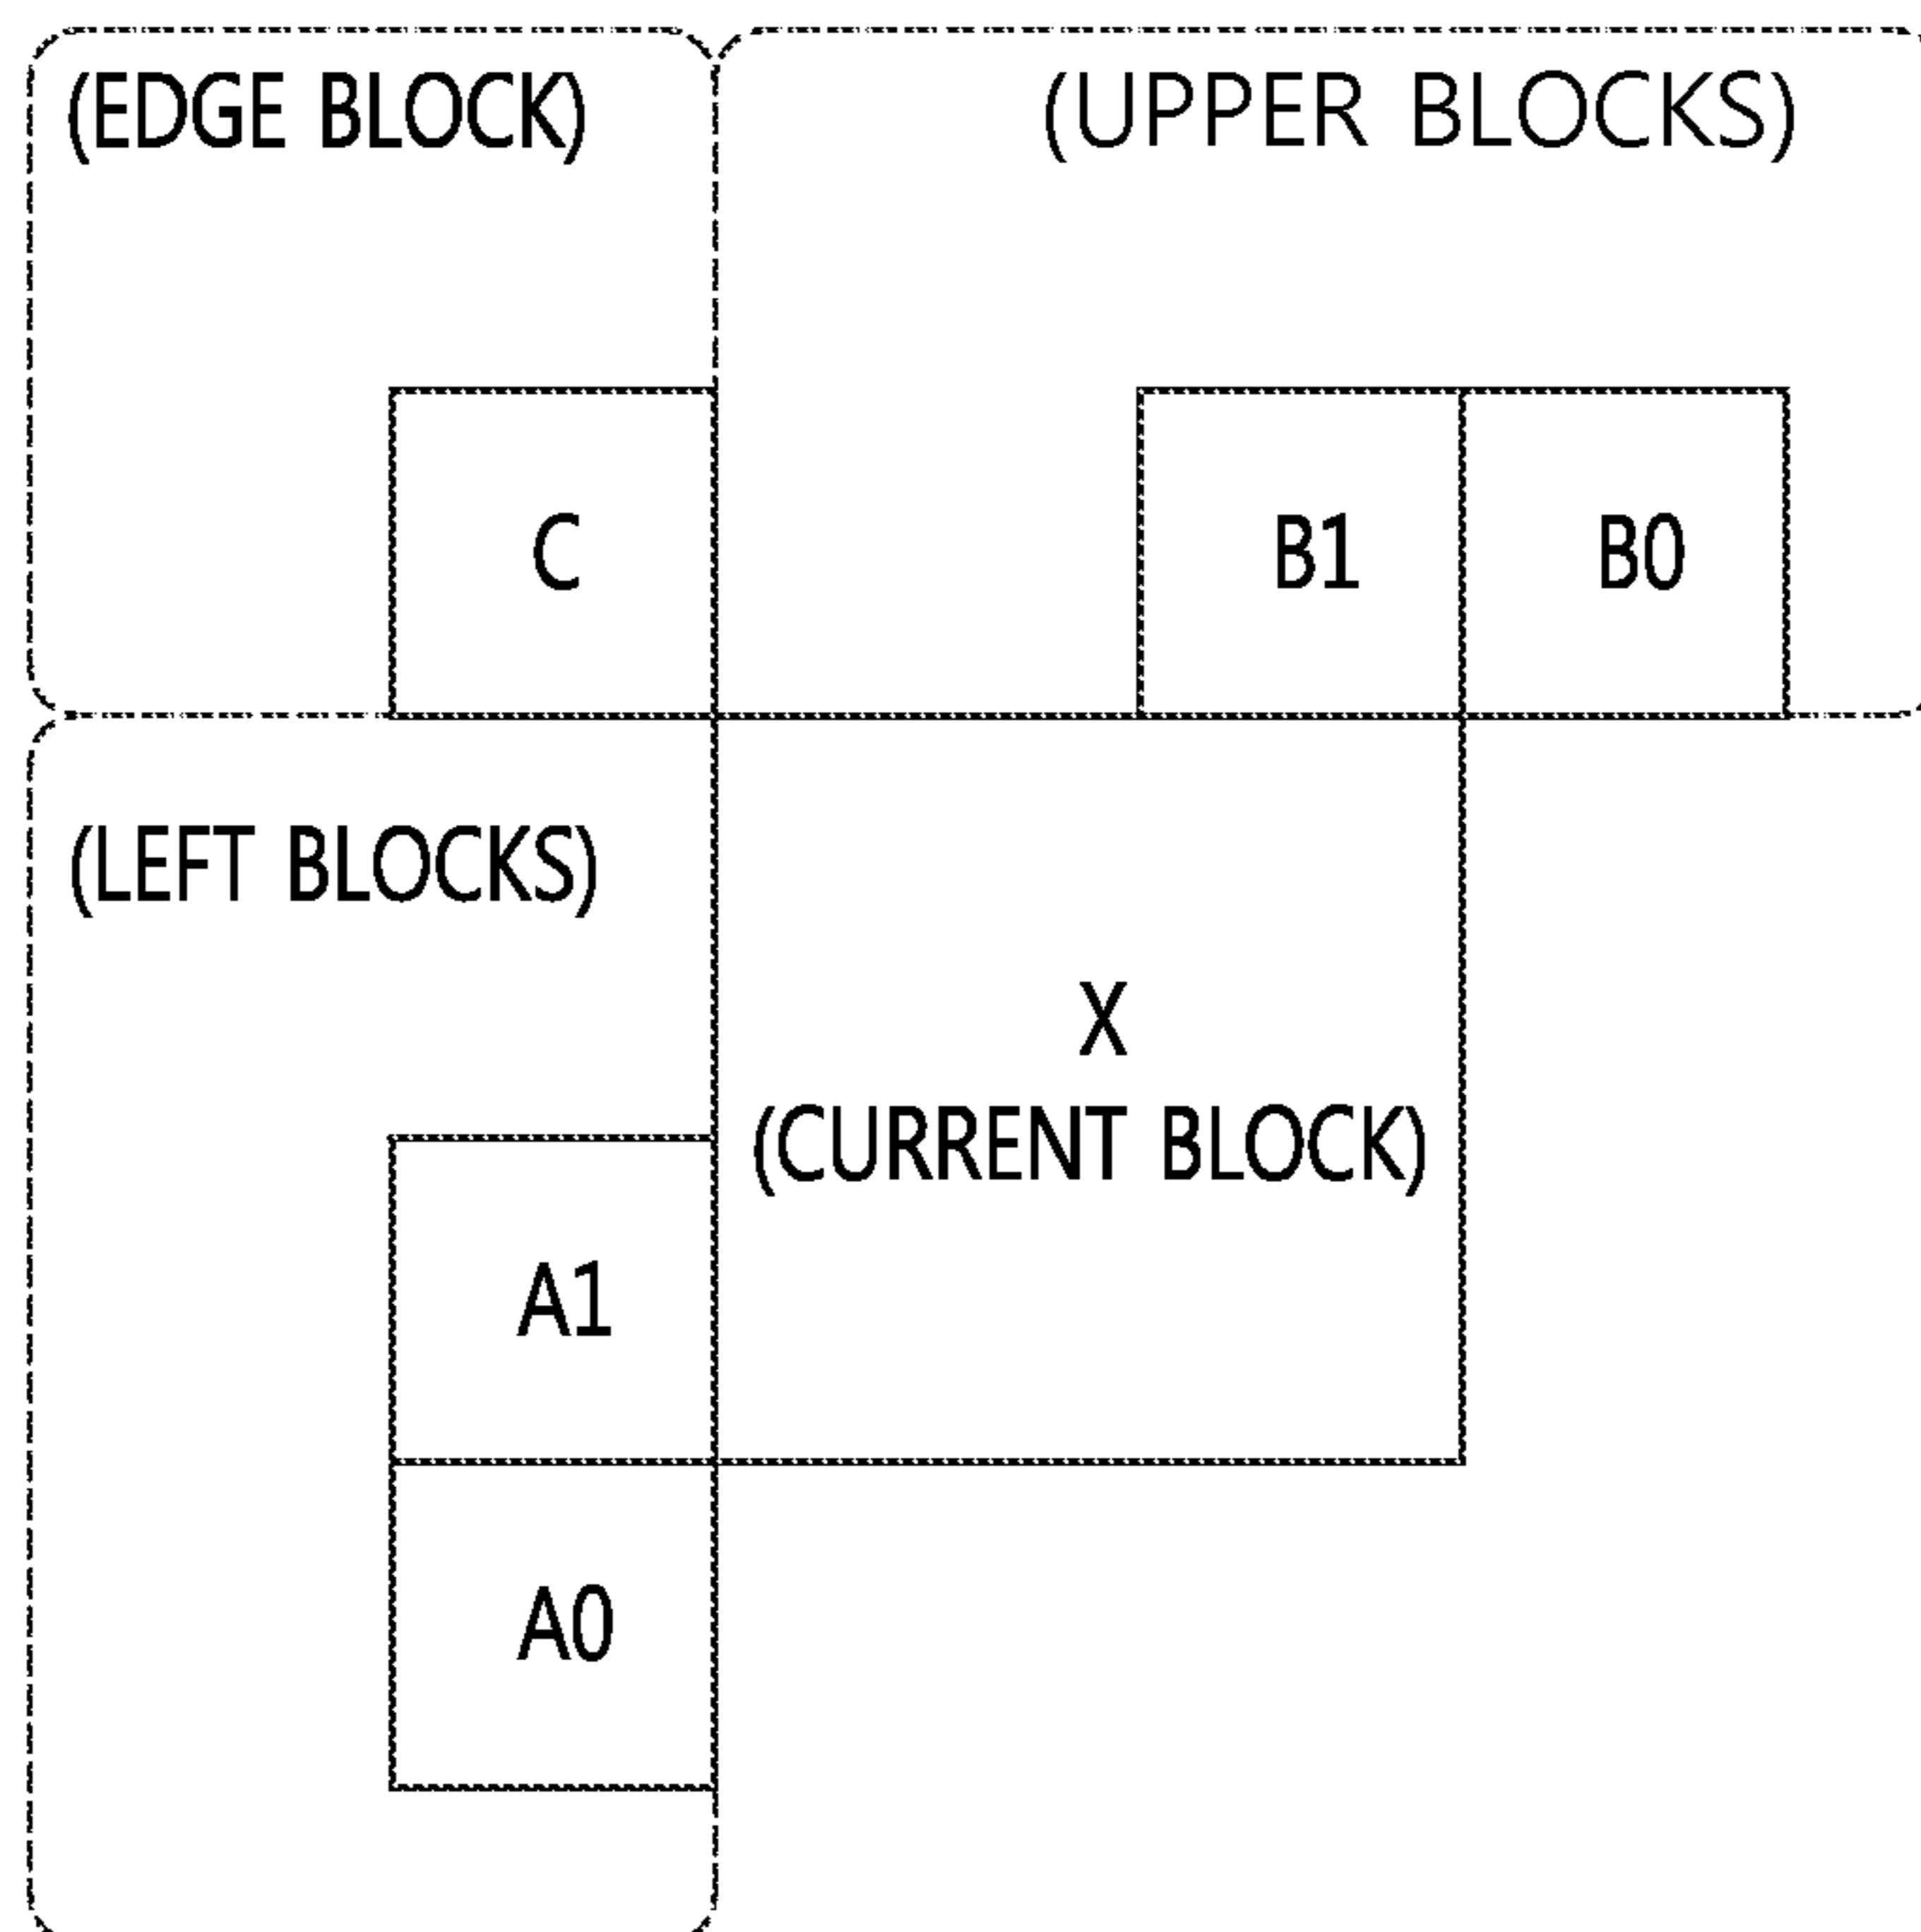 (EDGE BLOCK)
(UPPER BLOCKS)
C
B1
B0
(LEFT BLOCKS)
X
(CURRENT BLOCK)
A1
A0